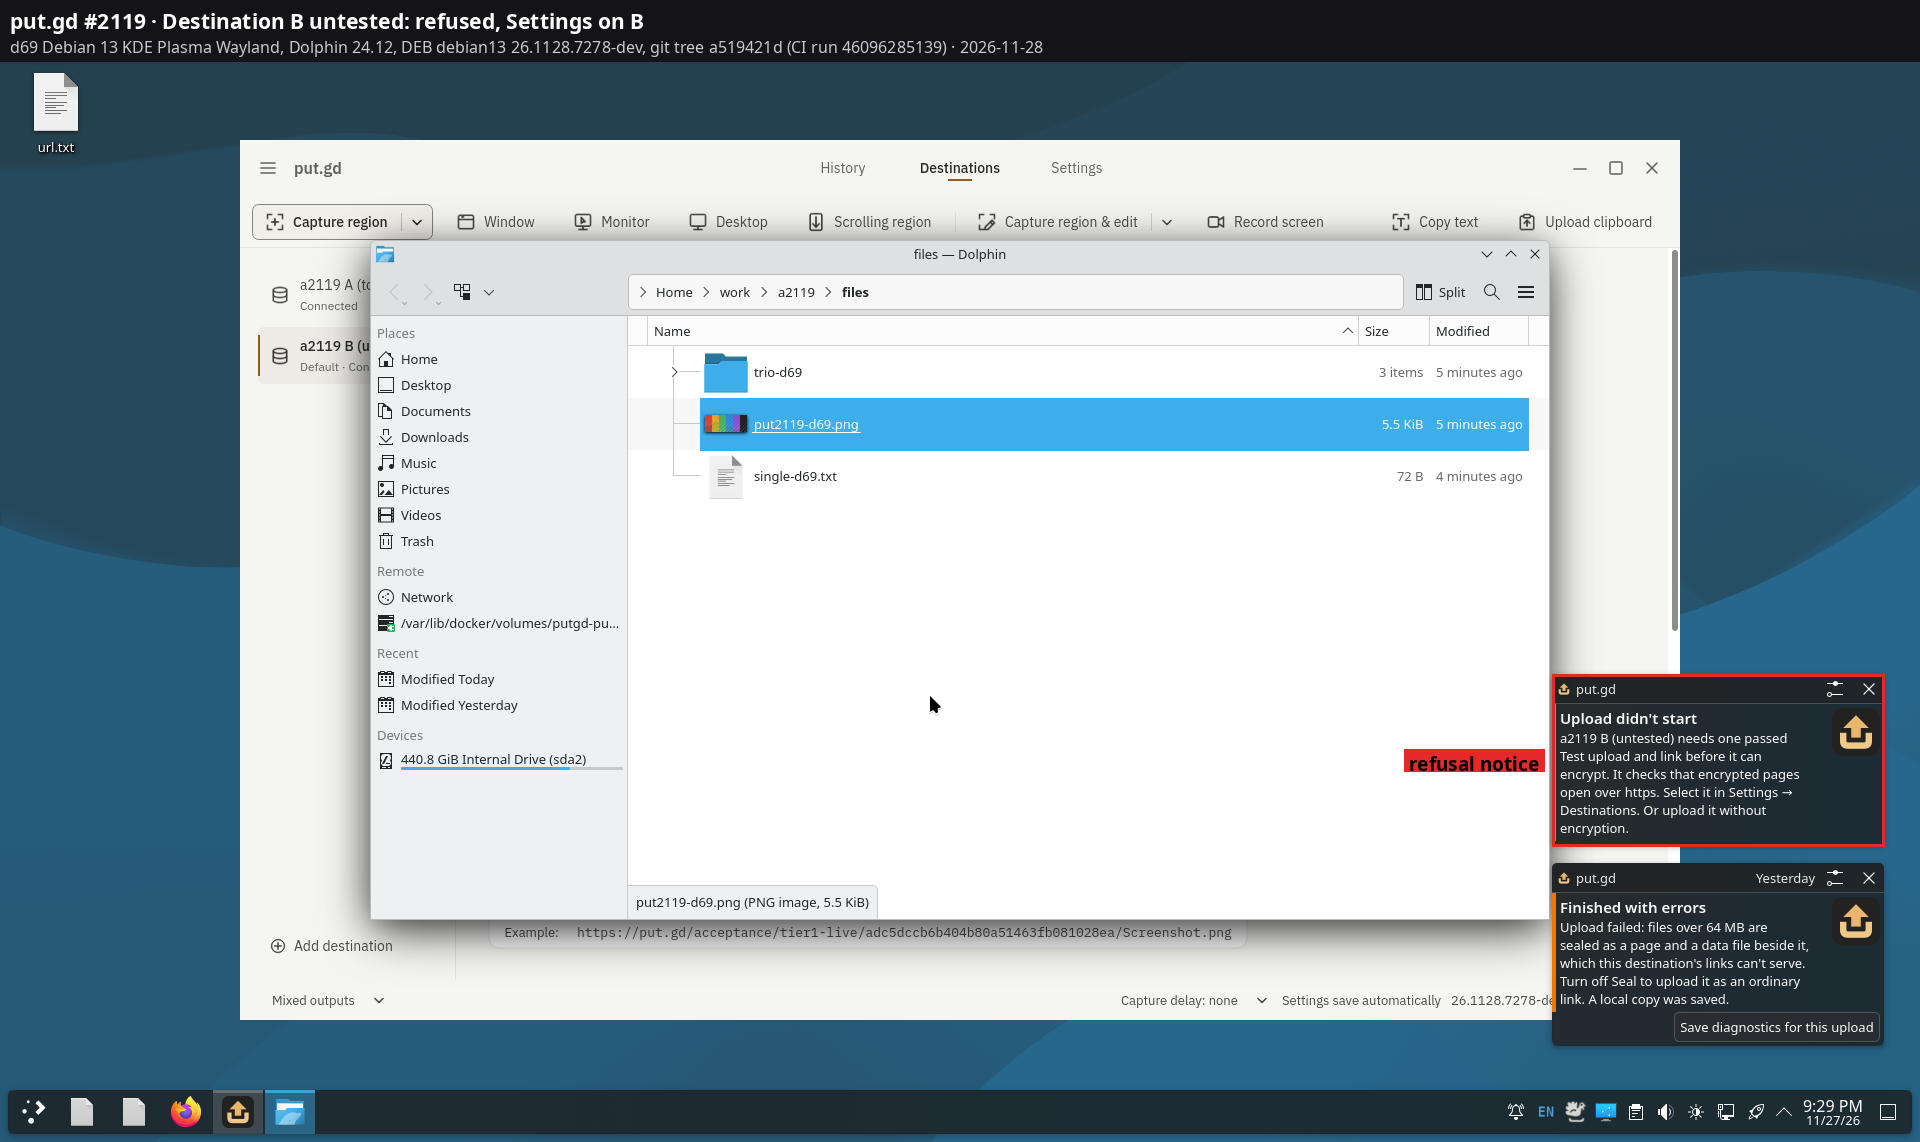 put.gd #2119 · Destination B untested: refused, Settings on B
d69 Debian 13 KDE Plasma Wayland, Dolphin 24.12, DEB debian13 26.1128.7278-dev, git tree a519421d (CI run 46096285139) · 2026-11-28
url.txt
put.gd
History
Destinations
Settings
Capture region
Window
Monitor
Desktop
Scrolling region
Capture region & edit
Record screen
Copy text
Upload clipboard
a2119 A (to
Connected
a2119 B (u
Default · Con
files — Dolphin
Home
work
a2119
files
Split
Places
Home
Desktop
Documents
Downloads
Music
Pictures
Videos
Trash
Remote
Network
/var/lib/docker/volumes/putgd-pu...
Recent
Modified Today
Modified Yesterday
Devices
440.8 GiB Internal Drive (sda2)
Name Size Modified
trio-d69 3 items 5 minutes ago
put2119-d69.png 5.5 KiB 5 minutes ago
single-d69.txt 72 B 4 minutes ago
put2119-d69.png (PNG image, 5.5 KiB)
refusal notice
put.gd
Upload didn't start
a2119 B (untested) needs one passed
Test upload and link before it can
encrypt. It checks that encrypted pages
open over https. Select it in Settings →
Destinations. Or upload it without
encryption.
put.gd Yesterday
Finished with errors
Upload failed: files over 64 MB are
sealed as a page and a data file beside it,
which this destination's links can't serve.
Turn off Seal to upload it as an ordinary
link. A local copy was saved.
Save diagnostics for this upload
Example: https://put.gd/acceptance/tier1-live/adc5dccb6b404b80a51463fb081028ea/Screenshot.png
Add destination
Mixed outputs
Capture delay: none
Settings save automatically
26.1128.7278-de
EN
9:29 PM
11/27/26